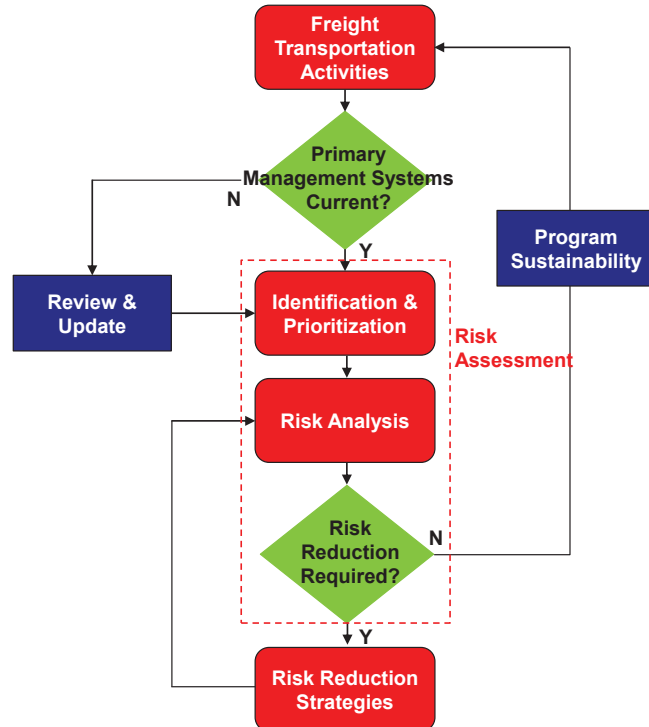 Freight
Transportation
Activities
Primary
Management Systems
Current?
N
Y
Program
Sustainability
Review &
Update
Identification &
Prioritization
Risk
Assessment
Risk Analysis
Risk
Reduction
Required?
N
Y
Risk Reduction
Strategies